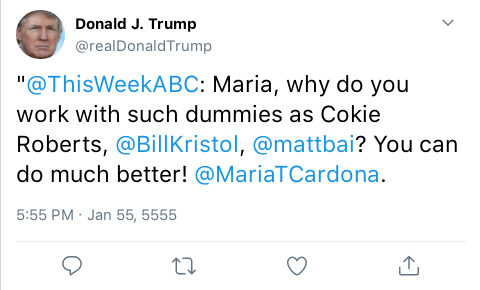 Donald J. Trump
@realDonaldTrump
"@ThisWeekABC: Maria, why do you
work with such dummies as Cokie
Roberts, @BillKristol, @mattbai? You can
do much better! @MariaTCardona.
5:55 PM · Jan 55, 5555